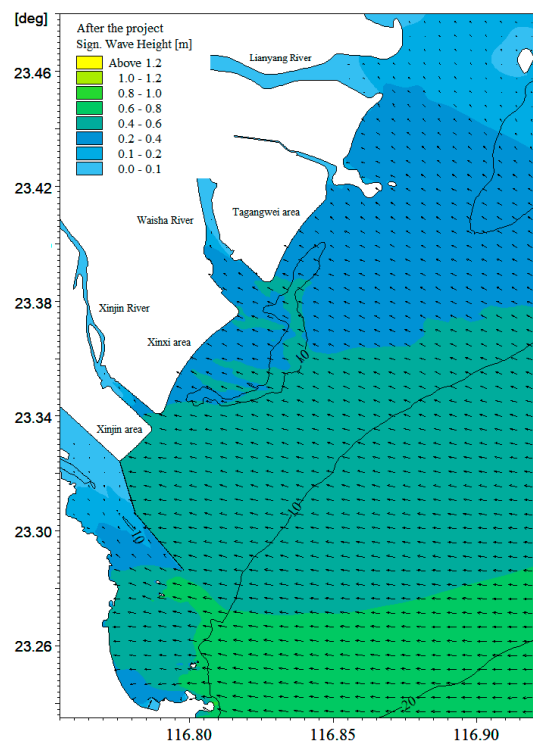 [deg]
After the project
Sign. Wave Height [m]
Above 1.2
1.0 - 1.2
0.8 - 1.0
0.6 - 0.8
0.4 - 0.6
0.2 - 0.4
0.1 - 0.2
0.0 - 0.1
Lianyang River
23.46
23.42
Tagangwei area
Waisha River
23.38
Xinjin River
Xinxi area
10
23.34
Xinjin area
10
23.30
10
23.26
20
116.80
116.85
116.90